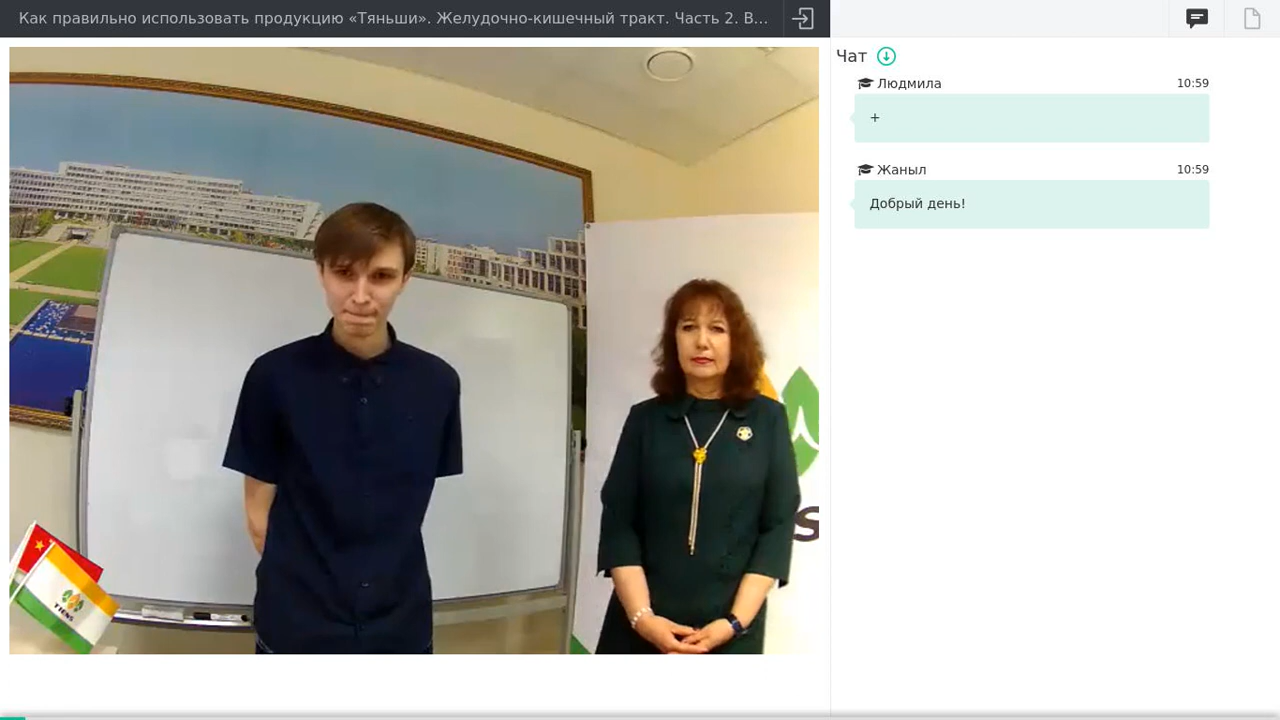 Как правильно использовать продукцию «Тяньши». Желудочно-кишечный тракт. Часть 2. В...
Чат
Людмила 10:59
+
Жаныл 10:59
Добрый день!
TIENS
S